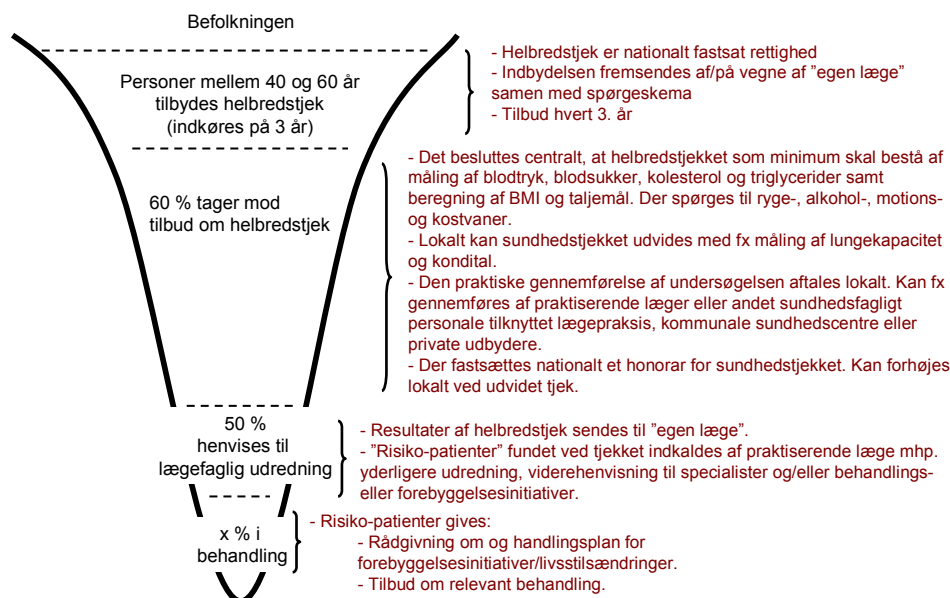 Befolkningen
Personer mellem 40 og 60 år
tilbydes helbredstjek
(indkøres på 3 år)
- Helbredstjek er nationalt fastsat rettighed
- Indbydelsen fremsendes af/på vegne af ”egen læge”
samen med spørgeskema
- Tilbud hvert 3. år
60 % tager mod
tilbud om helbredstjek
- Det besluttes centralt, at helbredstjekket som minimum skal bestå af
måling af blodtryk, blodsukker, kolesterol og triglycerider samt
beregning af BMI og taljemål. Der spørges til ryge-, alkohol-, motions-
og kostvaner.
- Lokalt kan sundhedstjekket udvides med fx måling af lungekapacitet
og kondital.
- Den praktiske gennemførelse af undersøgelsen aftales lokalt. Kan fx
gennemføres af praktiserende læger eller andet sundhedsfagligt
personale tilknyttet lægepraksis, kommunale sundhedscentre eller
private udbydere.
- Der fastsættes nationalt et honorar for sundhedstjekket. Kan forhøjes
lokalt ved udvidet tjek.
50 %
henvises til
lægefaglig udredning
- Resultater af helbredstjek sendes til ”egen læge”.
- ”Risiko-patienter” fundet ved tjekket indkaldes af praktiserende læge mhp.
yderligere udredning, viderehenvisning til specialister og/eller behandlings-
eller forebyggelsesinitiativer.
x % i
behandling
- Risiko-patienter gives:
- Rådgivning om og handlingsplan for
forebyggelsesinitiativer/livsstilsændringer.
- Tilbud om relevant behandling.